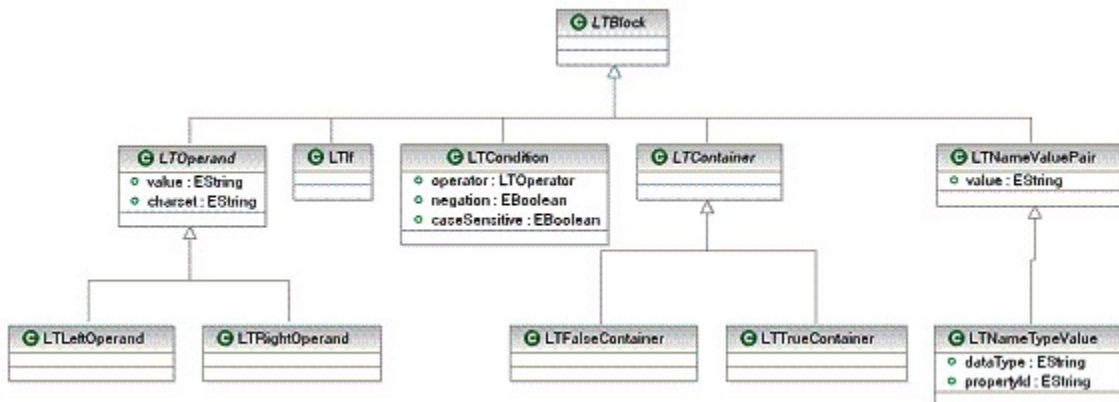 LTBlock
LTOperand
value : EString
charset : EString
LTIf
LTCondition
operator : LTOperator
negation : EBoolean
caseSensitive : EBoolean
LTContainer
LTNameValuePair
value : EString
LTLeftOperand
LTRightOperand
LTFalseContainer
LTTrueContainer
LTNameTypeValue
dataType : EString
propertyId : EString